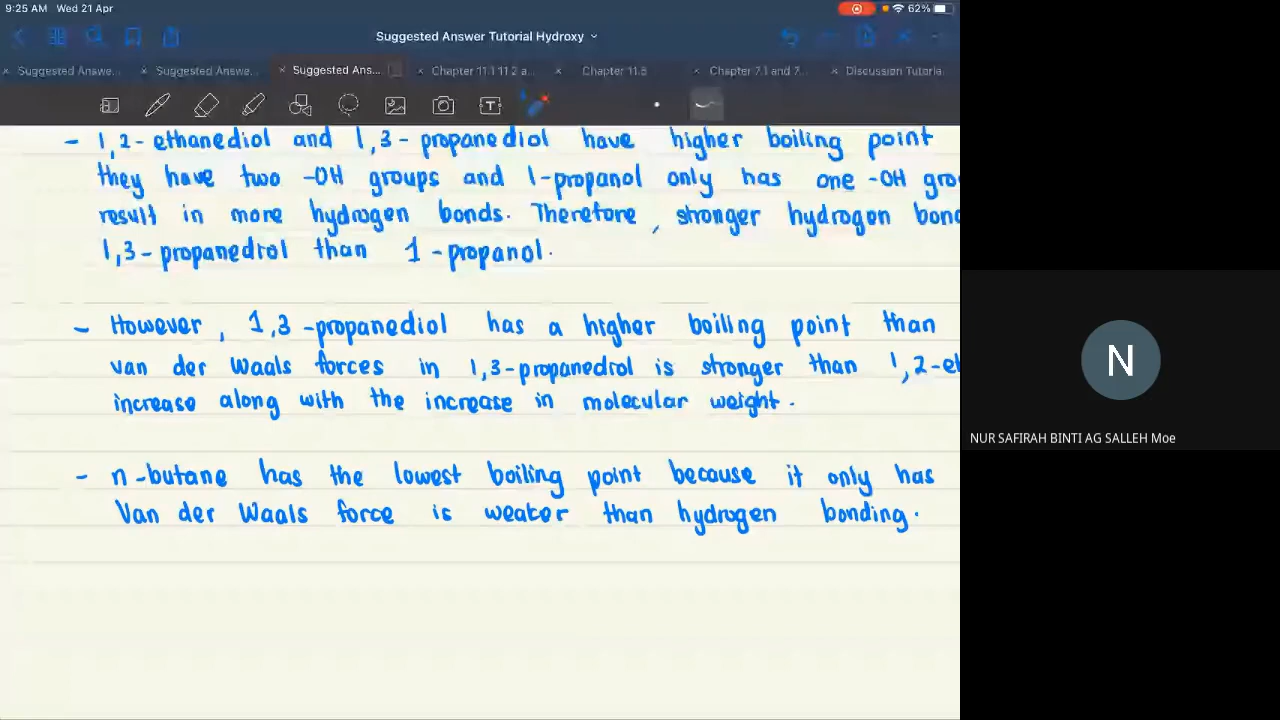 9:25 AM Wed 21 Apr
62%
Suggested Answer Tutorial Hydroxy
Suggested Answe...
Suggested Answe...
Suggested Ans...
Chapter 11.1 11.2 a...
Chapter 11.5
Chapter 7.1 and 7...
Discussion Tutoria
T
- 1,2-ethanediol and 1,3-propanediol have higher boiling point
they have two -OH groups and 1-propanol only has one -OH gro
result in more hydrogen bonds. Therefore, stronger hydrogen bon
1,3-propanediol than 1-propanol.
- However, 1,3-propanediol has a higher boiling point than
van der Waals forces in 1,3-propanediol is stronger than 1,2-et
increase along with the increase in molecular weight.
- n-butane has the lowest boiling point because it only has
Van der Waals force is weaker than hydrogen bonding.
N
NUR SAFIRAH BINTI AG SALLEH Moe